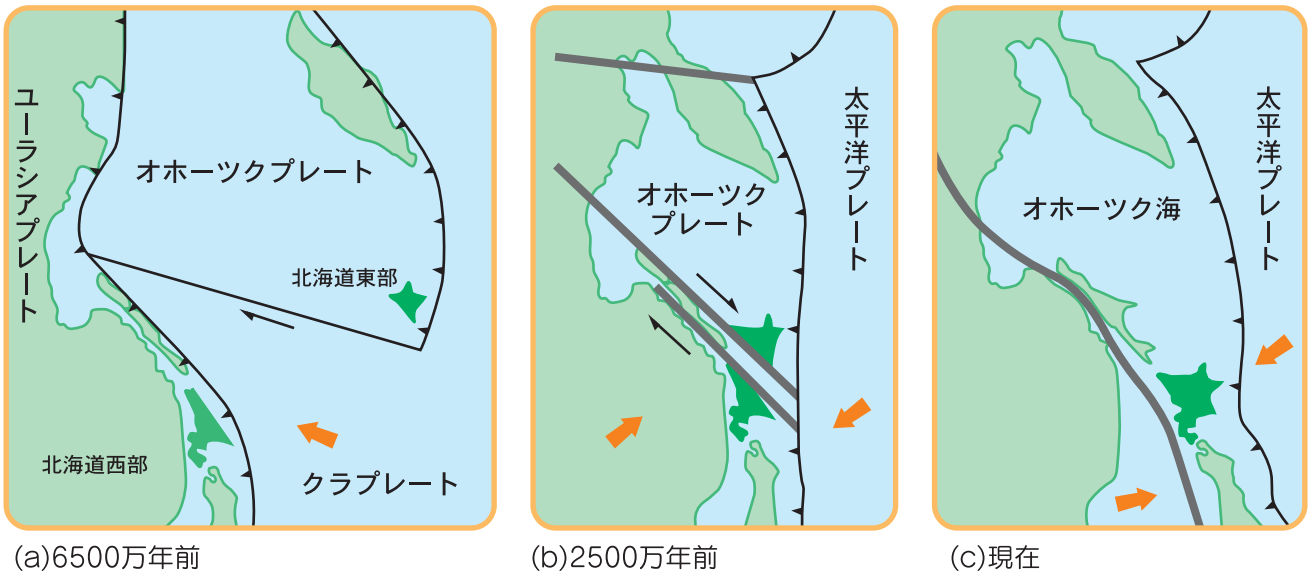 ユーラシアプレート
オホーツクプレート
北海道東部
北海道西部
クラプレート
(a)6500万年前
太平洋プレート
オホーツク
プレート
(b)2500万年前
太平洋プレート
オホーツク海
(c)現在